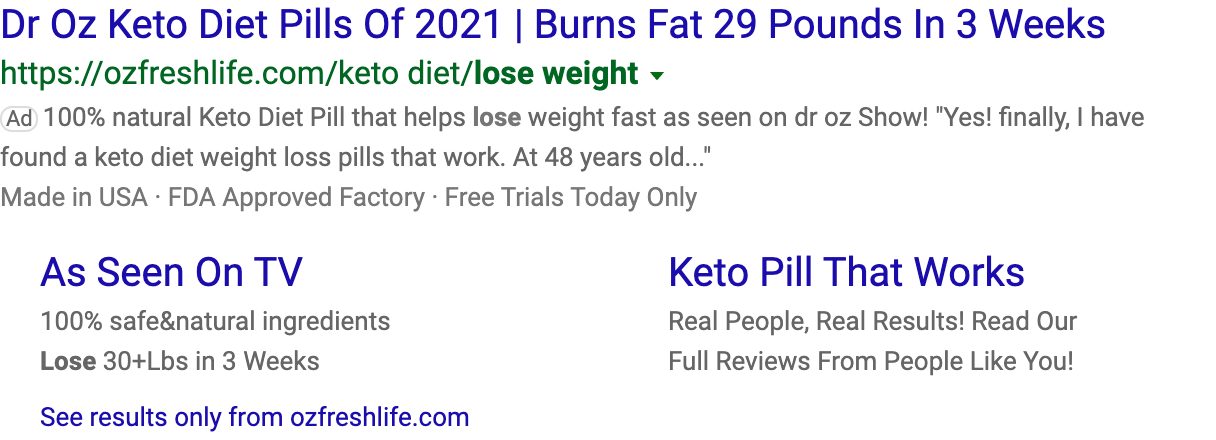 Dr Oz Keto Diet Pills Of 2021 | Burns Fat 29 Pounds In 3 Weeks
https://ozfreshlife.com/keto diet/lose weight
Ad 100% natural Keto Diet Pill that helps lose weight fast as seen on dr oz Show! "Yes! finally, I have
found a keto diet weight loss pills that work. At 48 years old..."
Made in USA · FDA Approved Factory · Free Trials Today Only
As Seen On TV
100% safe&natural ingredients
Lose 30+Lbs in 3 Weeks
Keto Pill That Works
Real People, Real Results! Read Our
Full Reviews From People Like You!
See results only from ozfreshlife.com